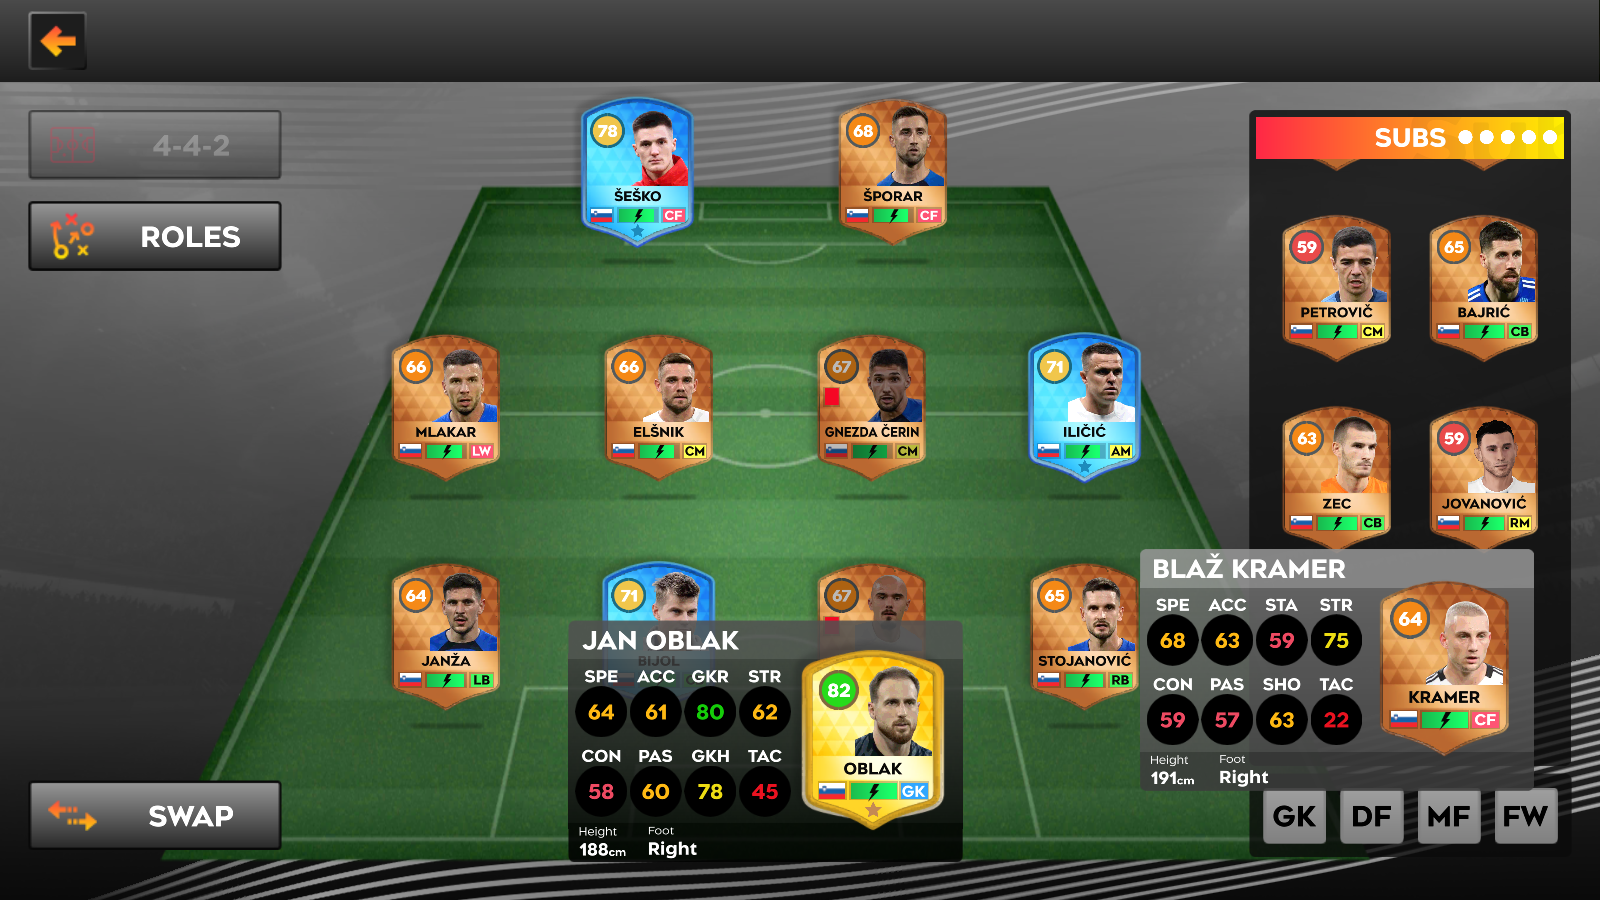 4-4-2
ROLES
SWAP
78
ŠEŠKO
CF
68
ŠPORAR
CF
66
MLAKAR
LW
66
ELŠNIK
CM
67
GNEZDA ČERIN
CM
71
ILIČIĆ
AM
64
JANŽA
LB
71
BIJOL
67
65
STOJANOVIĆ
RB
JAN OBLAK
SPE ACC GKR STR
64 61 80 62
CON PAS GKH TAC
58 60 78 45
Height Foot
188cm Right
82
OBLAK
GK
SUBS
59
PETROVIČ
CM
65
BAJRIĆ
CB
63
ZEC
CB
59
JOVANOVIĆ
RM
BLAŽ KRAMER
SPE ACC STA STR
68 63 59 75
CON PAS SHO TAC
59 57 63 22
Height Foot
191cm Right
64
KRAMER
CF
GK DF MF FW